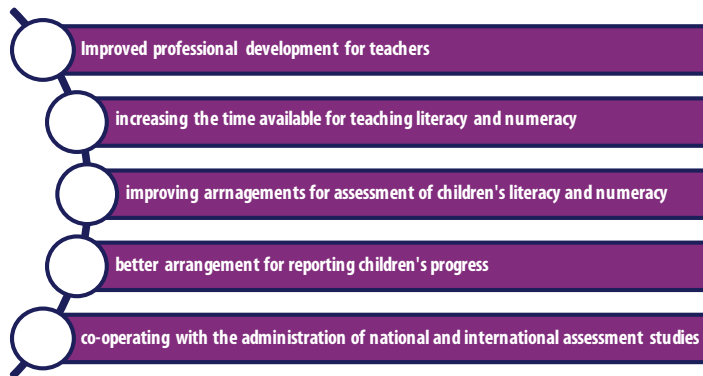 Improved professional development for teachers
increasing the time available for teaching literacy and numeracy
improving arrnagements for assessment of children's literacy and numeracy
better arrangement for reporting children's progress
co-operating with the administration of national and international assessment studies